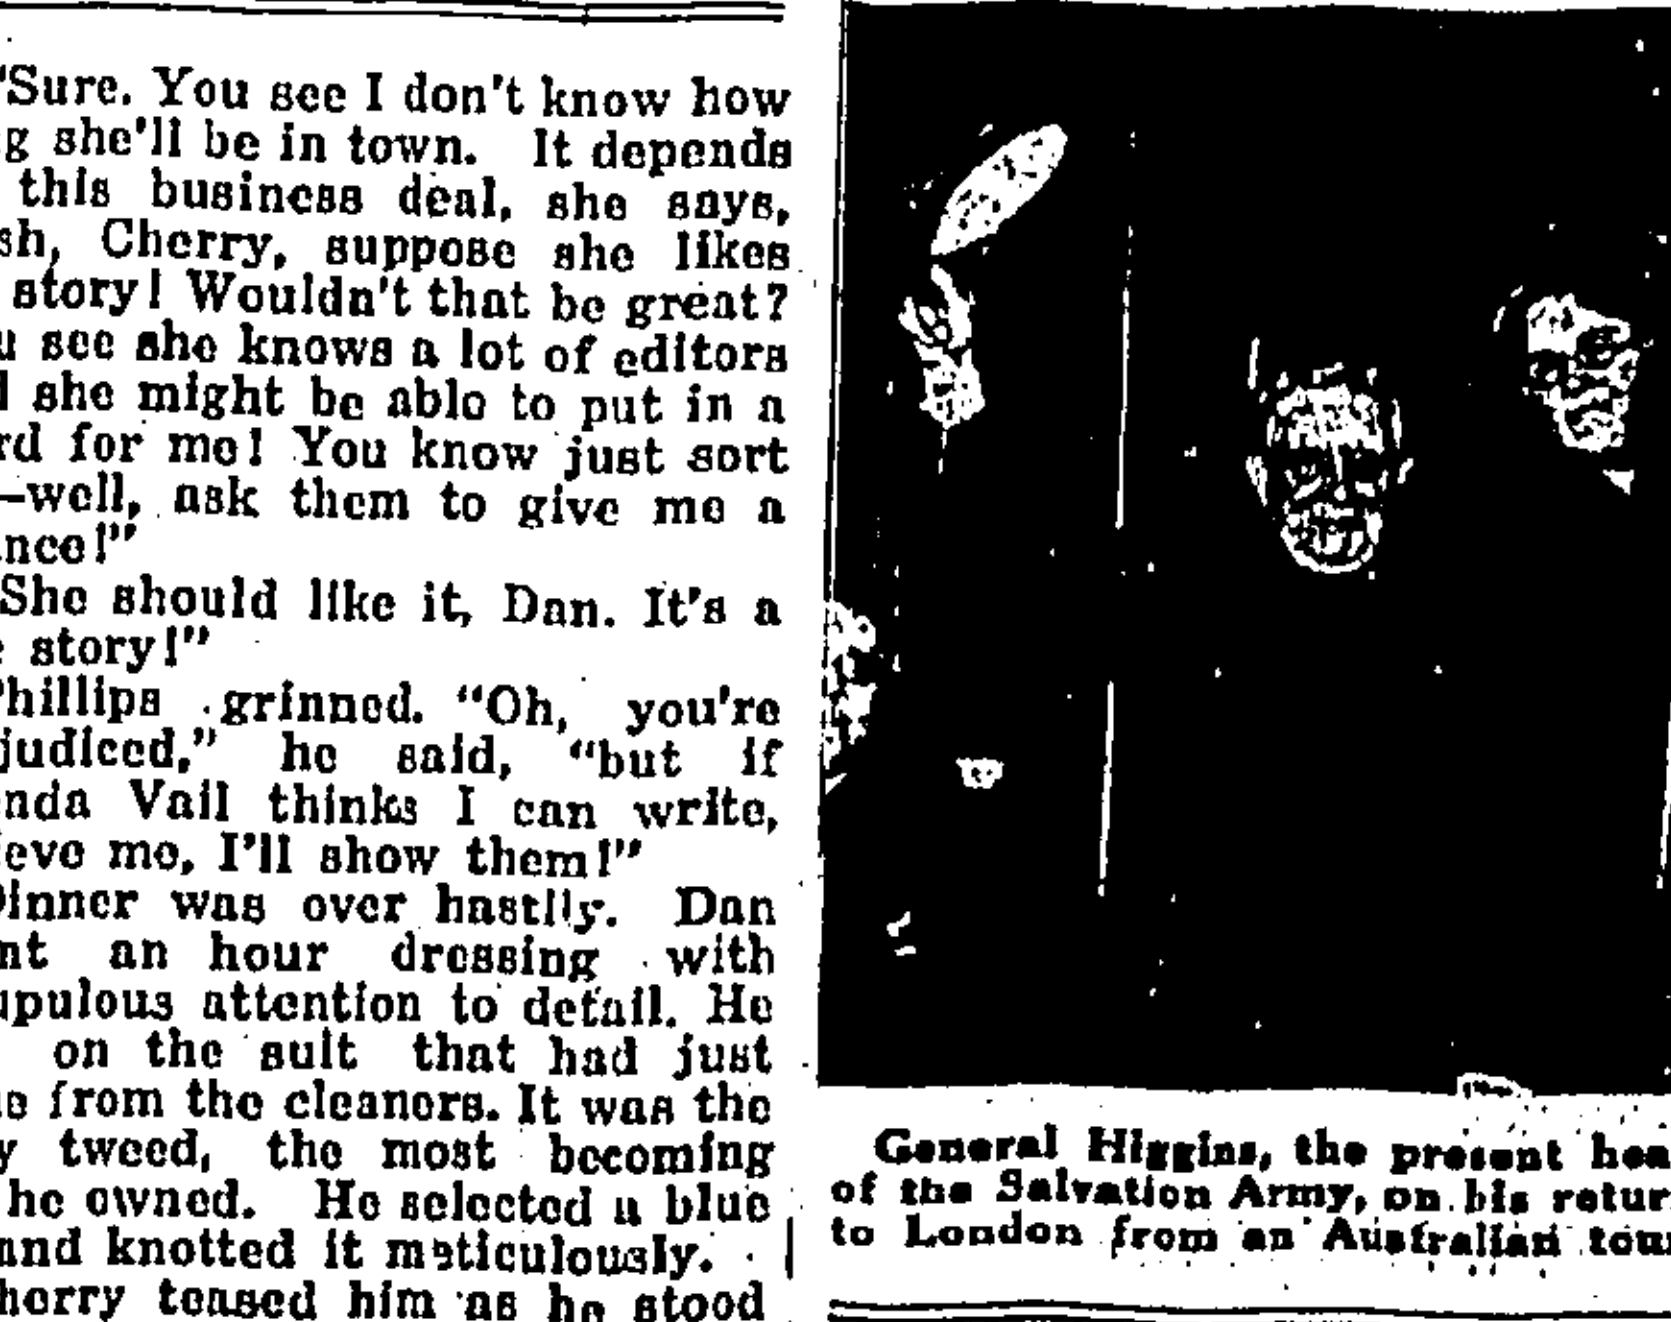 "Sure. You see I don't know how
g she'll be in town. It depends
this business deal, she says,
sh, Cherry, suppose she likes
story! Wouldn't that be great?
u see she knows a lot of editors
d she might be able to put in a
rd for me! You know just sort
—well, ask them to give me a
ance!"
She should like it, Dan. It's a
e story!"
Phillips grinned. "Oh, you're
judiced," he said, "but if
nda Vail thinks I can write,
ieve me, I'll show them!"
Dinner was over hastily. Dan
nt an hour dressing with
upulous attention to detail. He
on the suit that had just
e from the cleaners. It was the
y tweed, the most becoming
he owned. He selected a blue
and knotted it meticulously.
herry teased him as he stood
General Higgins, the present hea
of the Salvation Army, on his retur
to London from an Australian tour